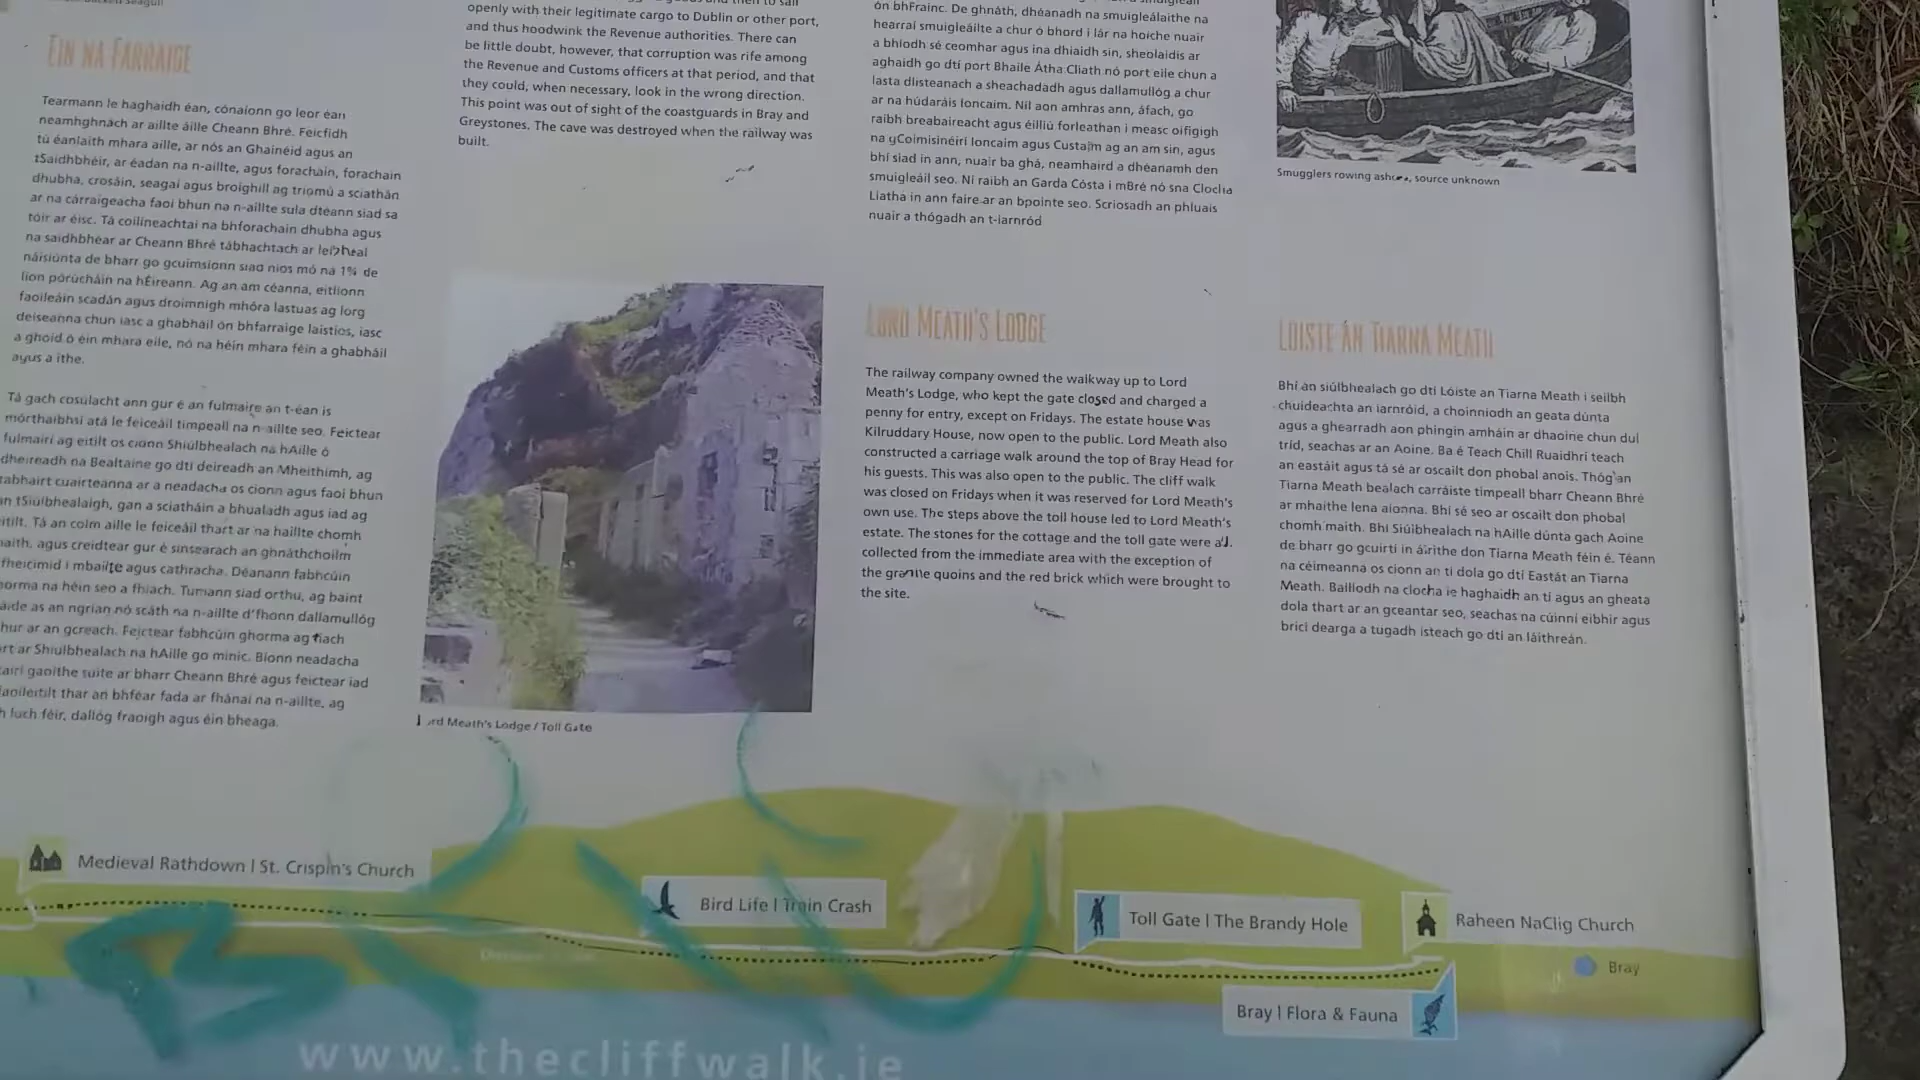 ÉIN NA FARRAIGE
Tearmann le haghaidh éan, cónaíonn go leor éan
neamhghnách ar aillte áille Cheann Bhré. Feicfidh
tú éanlaith mhara aille, ar nós an Ghainéid agus an
tSaidhbhéir, ar éadan na n-aillte, agus foracháin, forachain
dhubha, crosáin, seagaí agus broighill ag triomú a sciathán
ar na carraigeacha faoi bhun na n-aillte sula dtéann siad sa
tóir ar éisc. Tá coilíneachtaí na bhforachain dhubha agus
na saidhbhéar ar Cheann Bhré tábhachtach ar
náisiúnta de bharr go gcuimsíonn siad níos mó ná 1% de
líon pórúcháin na hÉireann. Ag an am céanna, eitlíonn
faoileáin scadán agus droimnigh mhóra lastuas ag lorg
deiseanna chun iasc a ghabháil ón bhfarraige laistíos, iasc
a ghoid ó éin mhara eile, nó na héin mhara féin a ghabháil
agus a ithe.
Tá gach cosúlacht ann gur é an fulmaire an t-éan is
mó atá le feiceáil timpeall na n-aillte seo. Feictear
fulmairí ag eitilt os cionn Shiúlbhealach na hAille ó
dheireadh na Bealtaine go dtí deireadh an Mheithimh, ag
tabhairt cuairteanna ar a neadacha os cionn agus faoi bhun
an tSiúlbhealaigh, gan a sciatháin a bhualadh agus iad ag
eitilt. Tá an colm aille le feiceáil thart ar na haillte chomh
maith, agus creidtear gur é sinsearach an ghnáthchoilm
fheicimid i mbailte agus cathracha. Déanann fabhcúin
ghorma na héin seo a fhiach. Tumann siad orthu, ag baint
úsáide as an ngrian nó scáth na n-aillte d'fhonn dallamullóg
chur ar an gcreach. Feictear fabhcúin ghorma ag fiach
thart ar Shiúlbhealach na hAille go minic. Bíonn neadacha
gaoithe suite ar bharr Cheann Bhré agus feictear iad
faoileitilt thar an bhféar fada ar fhánaí na n-aillte, ag
luch féir, dallóg fraoigh agus éin bheaga.
openly with their legitimate cargo to Dublin or other port,
and thus hoodwink the Revenue authorities. There can
be little doubt, however, that corruption was rife among
the Revenue and Customs officers at that period, and that
they could, when necessary, look in the wrong direction.
This point was out of sight of the coastguards in Bray and
Greystones. The cave was destroyed when the railway was
built.
Lord Meath's Lodge / Toll Gate
ón bhFrainc. De ghnáth, dhéanadh na smuigléálaithe na
hearraí smuigleáilte a chur ó bhord i lár na hoíche nuair
a bhíodh sé ceomhar agus ina dhiaidh sin, sheolaidís ar
aghaidh go dtí port Bhaile Átha Cliath nó port eile chun a
lasta dlisteanach a sheachadadh agus dallamullóg a chur
ar na húdaráis Ioncaim. Níl aon amhras ann, áfach, go
raibh breabaireacht agus éilliú forleathan i measc oifigigh
na gCoimisinéirí Ioncaim agus Custaim ag an am sin, agus
bhí siad in ann, nuair ba ghá, neamhaird a dhéanamh den
smuigleáil seo. Ní raibh an Garda Cósta i mBré nó sna Clocha
Liatha in ann faire ar an bpointe seo. Scriosadh an phluais
nuair a thógadh an t-iarnród
LORD MEATH'S LODGE
The railway company owned the walkway up to Lord
Meath's Lodge, who kept the gate closed and charged a
penny for entry, except on Fridays. The estate house was
Kilruddary House, now open to the public. Lord Meath also
constructed a carriage walk around the top of Bray Head for
his guests. This was also open to the public. The cliff walk
was closed on Fridays when it was reserved for Lord Meath's
own use. The steps above the toll house led to Lord Meath's
estate. The stones for the cottage and the toll gate were all
collected from the immediate area with the exception of
the granite quoins and the red brick which were brought to
the site.
Smugglers rowing ashore, source unknown
LÓISTE AN TIARNA MEATH
Bhí an siúlbhealach go dtí Lóiste an Tiarna Meath i seilbh
chuideachta an iarnróid, a choinníodh an geata dúnta
agus a ghearradh aon phingin amháin ar dhaoine chun dul
tríd, seachas ar an Aoine. Ba é Teach Chill Ruaidhrí teach
an eastáit agus tá sé ar oscailt don phobal anois. Thóg an
Tiarna Meath bealach carráiste timpeall bharr Cheann Bhré
ar mhaithe lena aíonna. Bhí sé seo ar oscailt don phobal
chomh maith. Bhí Siúlbhealach na hAille dúnta gach Aoine
de bharr go gcuirtí in áirithe don Tiarna Meath féin é. Téann
na céimeanna os cionn an tí dola go dtí Eastát an Tiarna
Meath. Bailíodh na clocha le haghaidh an tí agus an gheata
dola thart ar an gceantar seo, seachas na cúinní eibhir agus
bricí dearga a tugadh isteach go dtí an láithreán.
Medieval Rathdown | St. Crispin's Church
Bird Life | Train Crash
Toll Gate | The Brandy Hole
Raheen NaClig Church
Bray
Bray | Flora & Fauna
www.thecliffwalk.ie